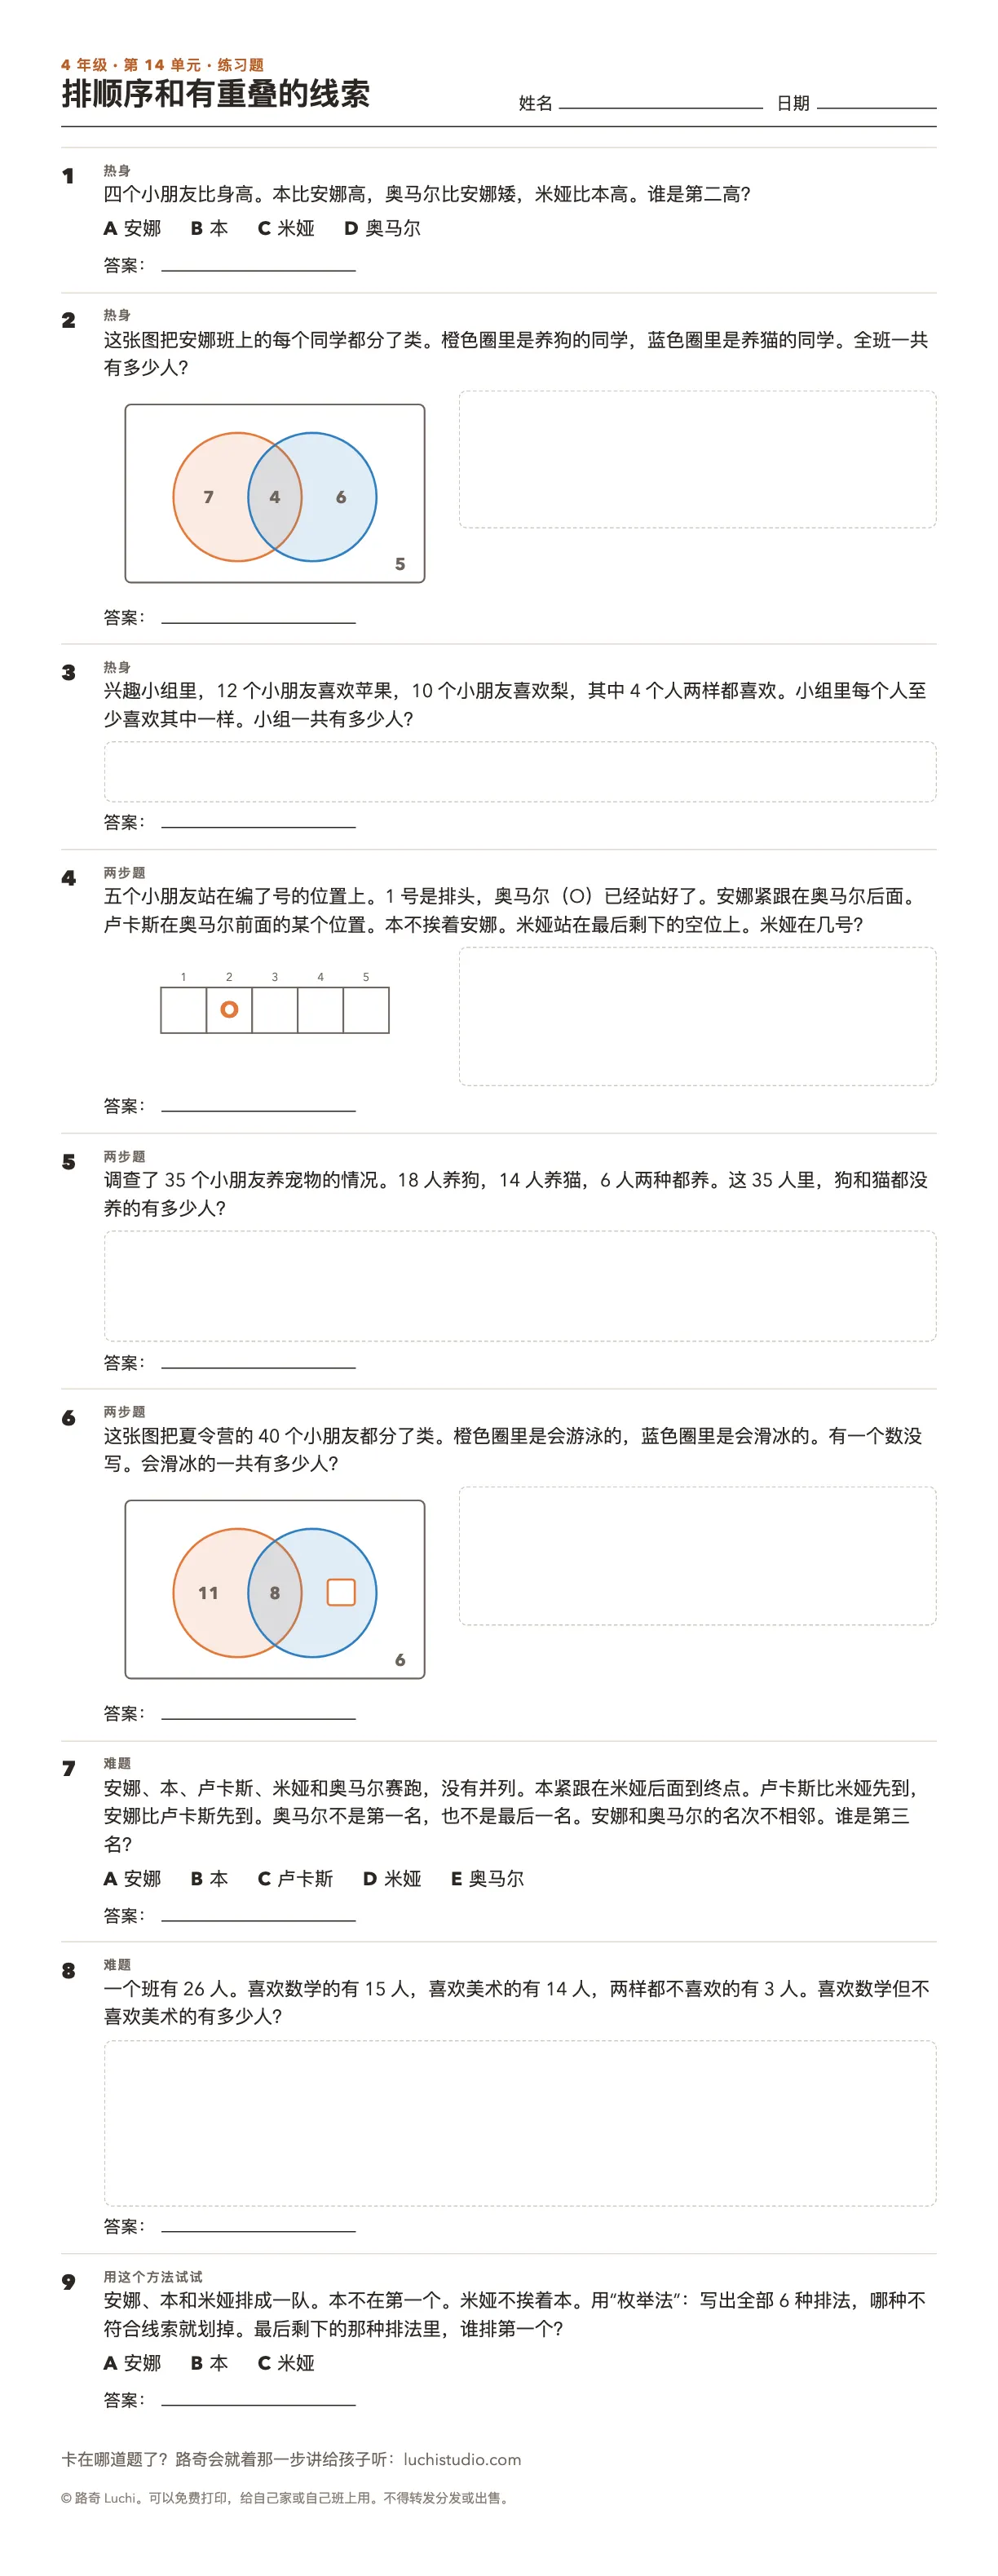 4 年级·第 14 单元·练习题
排顺序和有重叠的线索
姓名
日期
1
热身
四个小朋友比身高。本比安娜高，奥马尔比安娜矮，米娅比本高。谁是第二高？
A 安娜 B 本 C 米娅 D 奥马尔
答案：
2
热身
这张图把安娜班上的每个同学都分了类。橙色圈里是养狗的同学，蓝色圈里是养猫的同学。全班一共
有多少人？
7 4 6
5
答案：
3
热身
兴趣小组里，12 个小朋友喜欢苹果，10 个小朋友喜欢梨，其中 4 个人两样都喜欢。小组里每个人至
少喜欢其中一样。小组一共有多少人？
答案：
4
两步题
五个小朋友站在编了号的位置上。1 号是排头，奥马尔（O）已经站好了。安娜紧跟在奥马尔后面。
卢卡斯在奥马尔前面的某个位置。本不挨着安娜。米娅站在最后剩下的空位上。米娅在几号？
1 2 3 4 5
O
答案：
5
两步题
调查了 35 个小朋友养宠物的情况。18 人养狗，14 人养猫，6 人两种都养。这 35 人里，狗和猫都没
养的有多少人？
答案：
6
两步题
这张图把夏令营的 40 个小朋友都分了类。橙色圈里是会游泳的，蓝色圈里是会滑冰的。有一个数没
写。会滑冰的一共有多少人？
11 8
6
答案：
7
难题
安娜、本、卢卡斯、米娅和奥马尔赛跑，没有并列。本紧跟在米娅后面到终点。卢卡斯比米娅先到，
安娜比卢卡斯先到。奥马尔不是第一名，也不是最后一名。安娜和奥马尔的名次不相邻。谁是第三
名？
A 安娜 B 本 C 卢卡斯 D 米娅 E 奥马尔
答案：
8
难题
一个班有 26 人。喜欢数学的有 15 人，喜欢美术的有 14 人，两样都不喜欢的有 3 人。喜欢数学但不
喜欢美术的有多少人？
答案：
9
用这个方法试试
安娜、本和米娅排成一队。本不在第一个。米娅不挨着本。用“枚举法”：写出全部 6 种排法，哪种不
符合线索就划掉。最后剩下的那种排法里，谁排第一个？
A 安娜 B 本 C 米娅
答案：
卡在哪道题了？路奇会就着那一步讲给孩子听：luchistudio.com
© 路奇 Luchi。可以免费打印，给自己家或自己班上用。不得转发分发或出售。